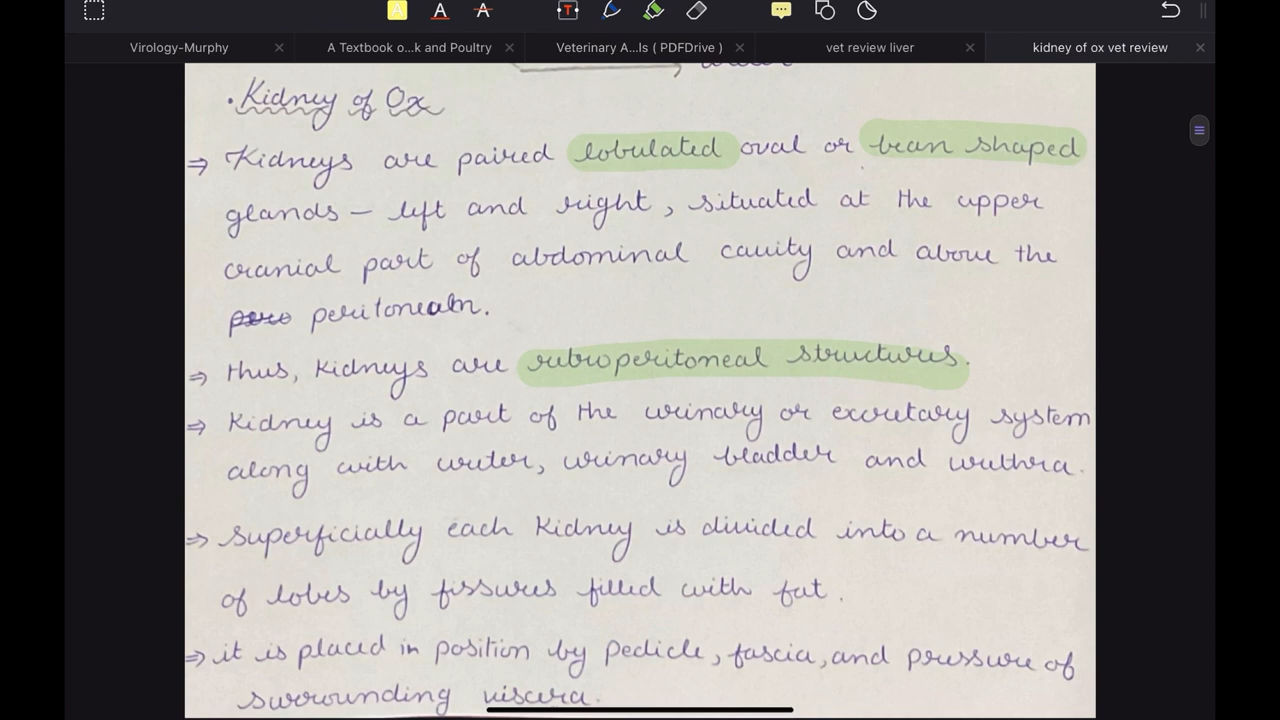 Virology-Murphy
A Textbook o...k and Poultry
Veterinary A...ls ( PDFDrive )
vet review liver
kidney of ox vet review
• Kidney of Ox
⇒ Kidneys are paired lobulated oval or bean shaped
glands – left and right, situated at the upper
cranial part of abdominal cavity and above the
peritonealn.
⇒ thus, kidneys are retroperitoneal structures.
⇒ Kidney is a part of the urinary or excretary system
along with ureter, urinary bladder and urethra.
⇒ Superficially each kidney is divided into a number
of lobes by fissures filled with fat.
⇒ it is placed in position by pedicle, fascia, and pressure of
surrounding viscera.